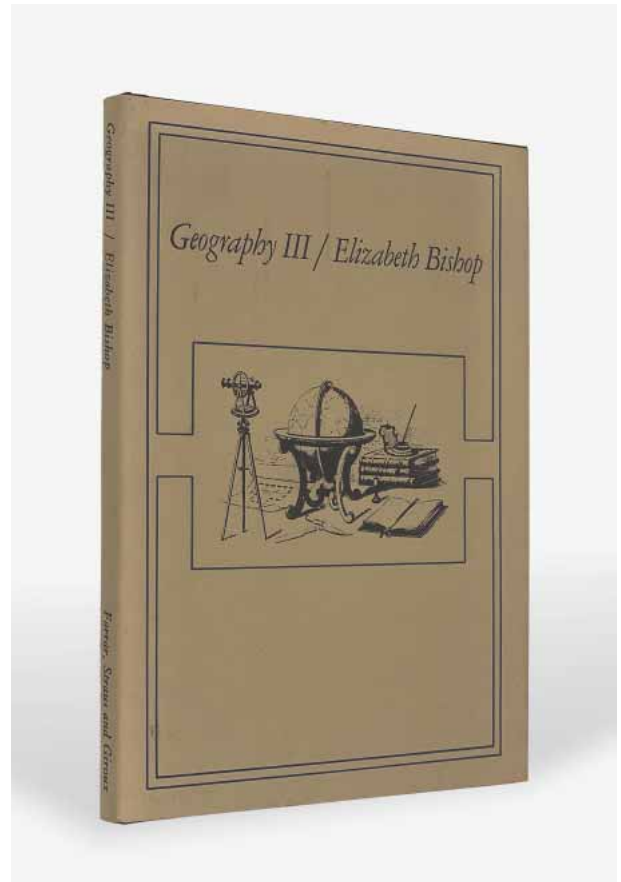 Geography III / Elizabeth Bishop
Geography III / Elizabeth Bishop
Farrar, Straus and Giroux